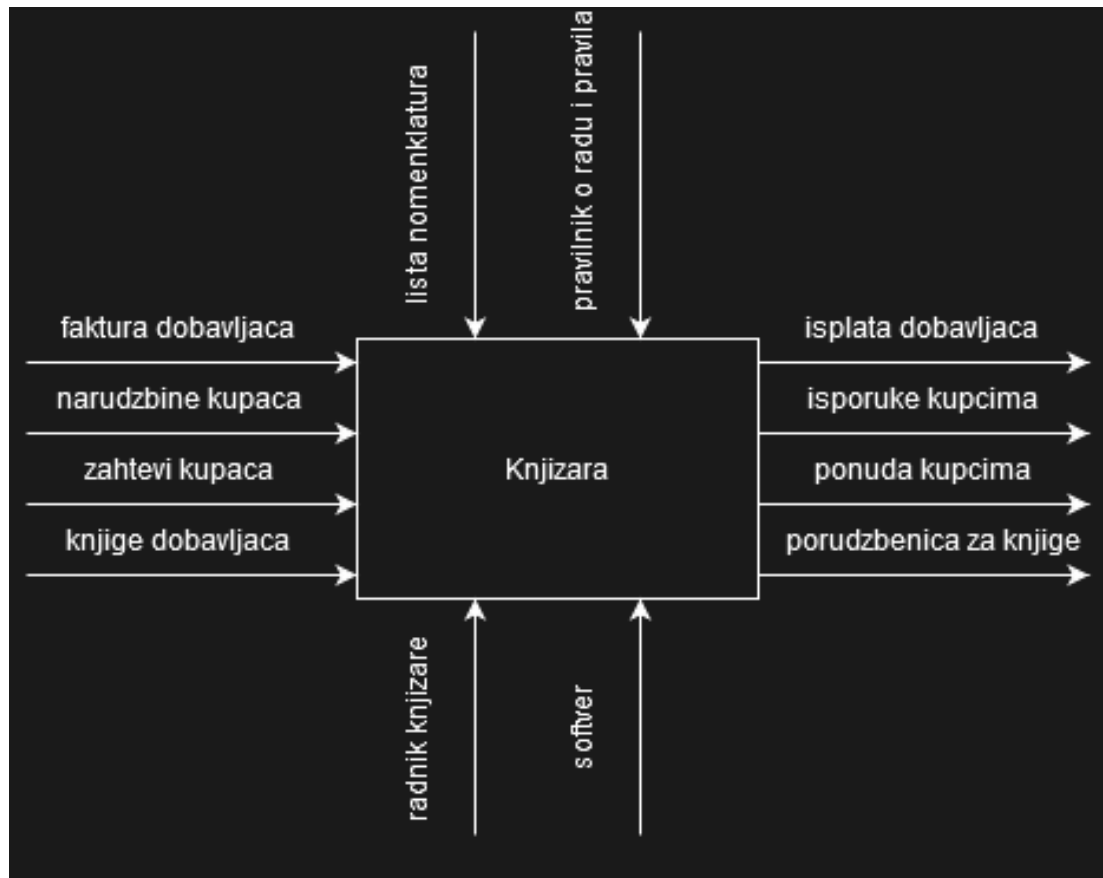 lista nomenklatura
pravilnik o radu i pravila
faktura dobavljaca
narudzbine kupaca
zahtevi kupaca
knjige dobavljaca
Knjizara
isplata dobavljaca
isporuke kupcima
ponuda kupcima
porudzbenica za knjige
radnik knjizare
softver